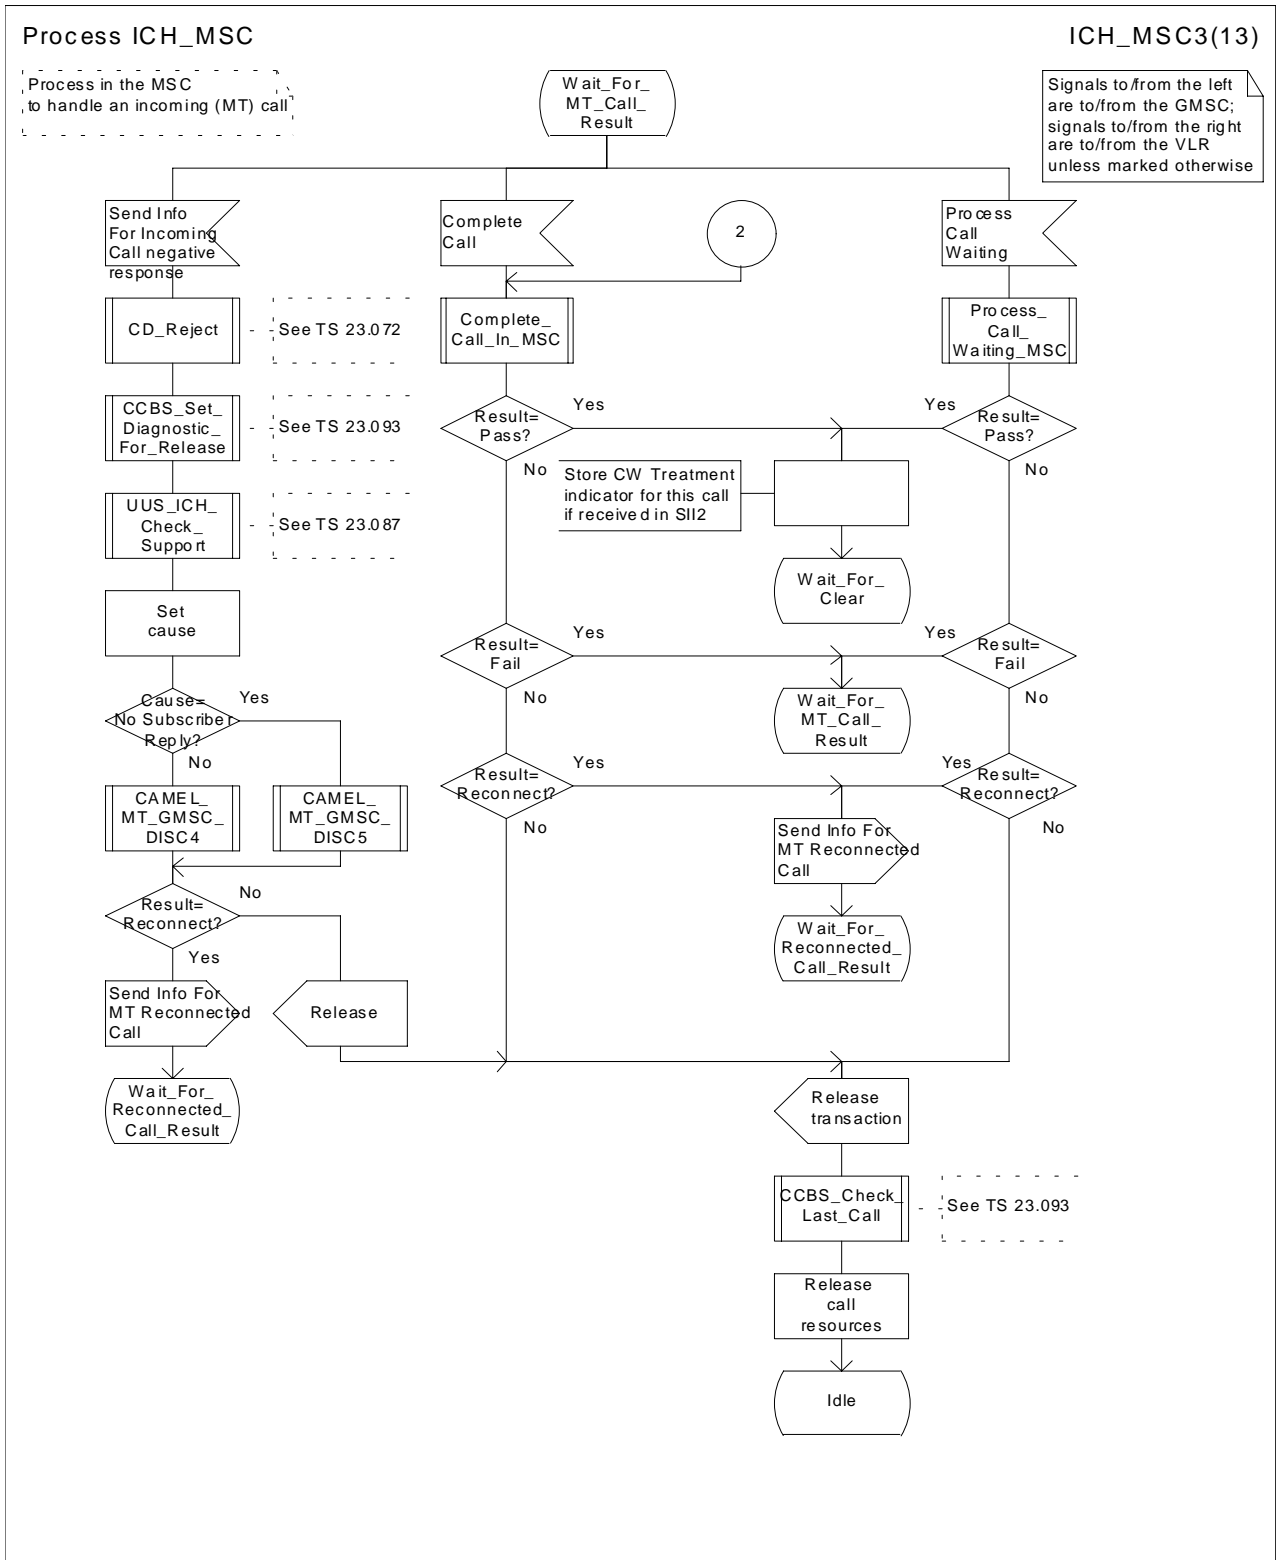 Process ICH_MSC
ICH_MSC3(13)
Process in the MSC
to handle an incoming (MT) call
Wait_For_
MT_Call_
Result
Signals to/from the left
are to/from the GMSC;
signals to/from the right
are to/from the VLR
unless marked otherwise
Send Info
For Incoming
Call negative
response
Complete
Call
2
Process
Call
Waiting
CD_Reject
See TS 23.072
Complete_
Call_In_MSC
Process_
Call_
Waiting_MSC
CCBS_Set_
Diagnostic_
For_Release
See TS 23.093
Result=
Pass?
Yes
No
Yes
Result=
Pass?
No
Store CW Treatment
indicator for this call
if received in SII2
UUS_ICH_
Check_
Support
See TS 23.087
Wait_For_
Clear
Set
cause
Result=
Fail
Yes
No
Yes
Result=
Fail
No
Cause=
No Subscriber
Reply?
Yes
No
Wait_For_
MT_Call_
Result
CAMEL_
MT_GMSC_
DISC4
CAMEL_
MT_GMSC_
DISC5
Result=
Reconnect?
Yes
No
Yes
Result=
Reconnect?
No
Send Info For
MT Reconnected
Call
Result=
Reconnect?
No
Yes
Wait_For_
Reconnected_
Call_Result
Send Info For
MT Reconnected
Call
Release
Wait_For_
Reconnected_
Call_Result
Release
transaction
CCBS_Check_
Last_Call
See TS 23.093
Release
call
resources
Idle